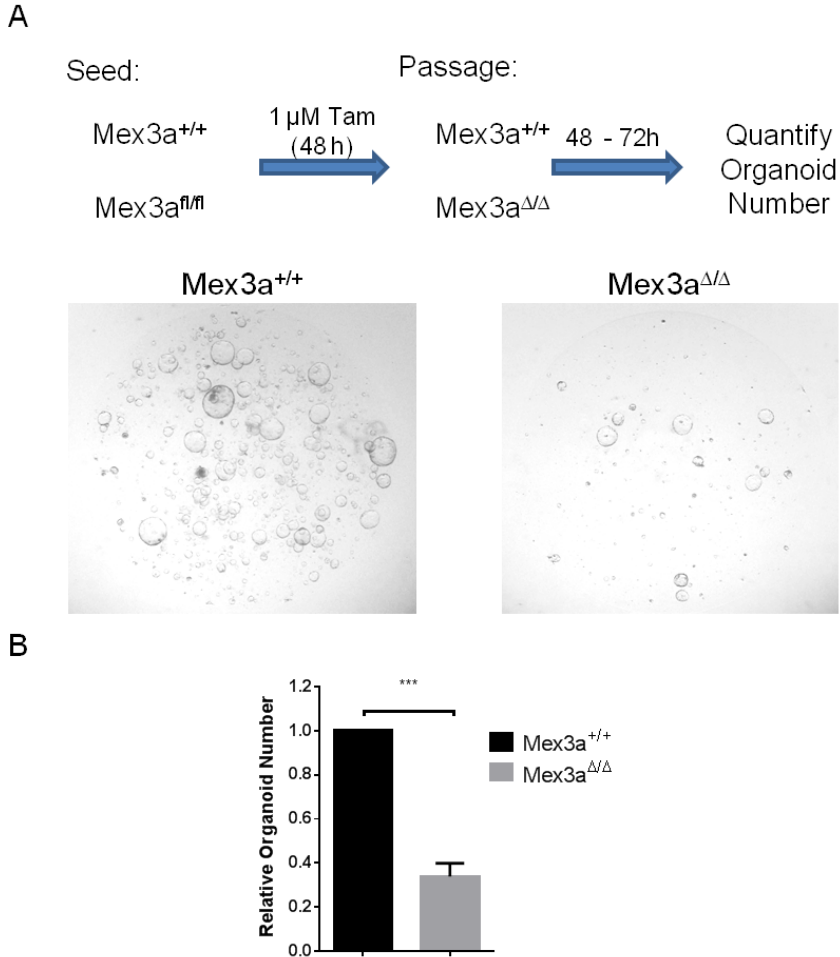 A
Seed:
Passage:
Mex3a+/+
1 µM Tam
(48 h)
Mex3a+/+
48 - 72h
Quantify
Organoid
Number
Mex3afl/fl
Mex3aΔ/Δ
Mex3a+/+
Mex3aΔ/Δ
B
Relative Organoid Number
1.2
1.0
0.8
0.6
0.4
0.2
0.0
***
Mex3a+/+
Mex3aΔ/Δ